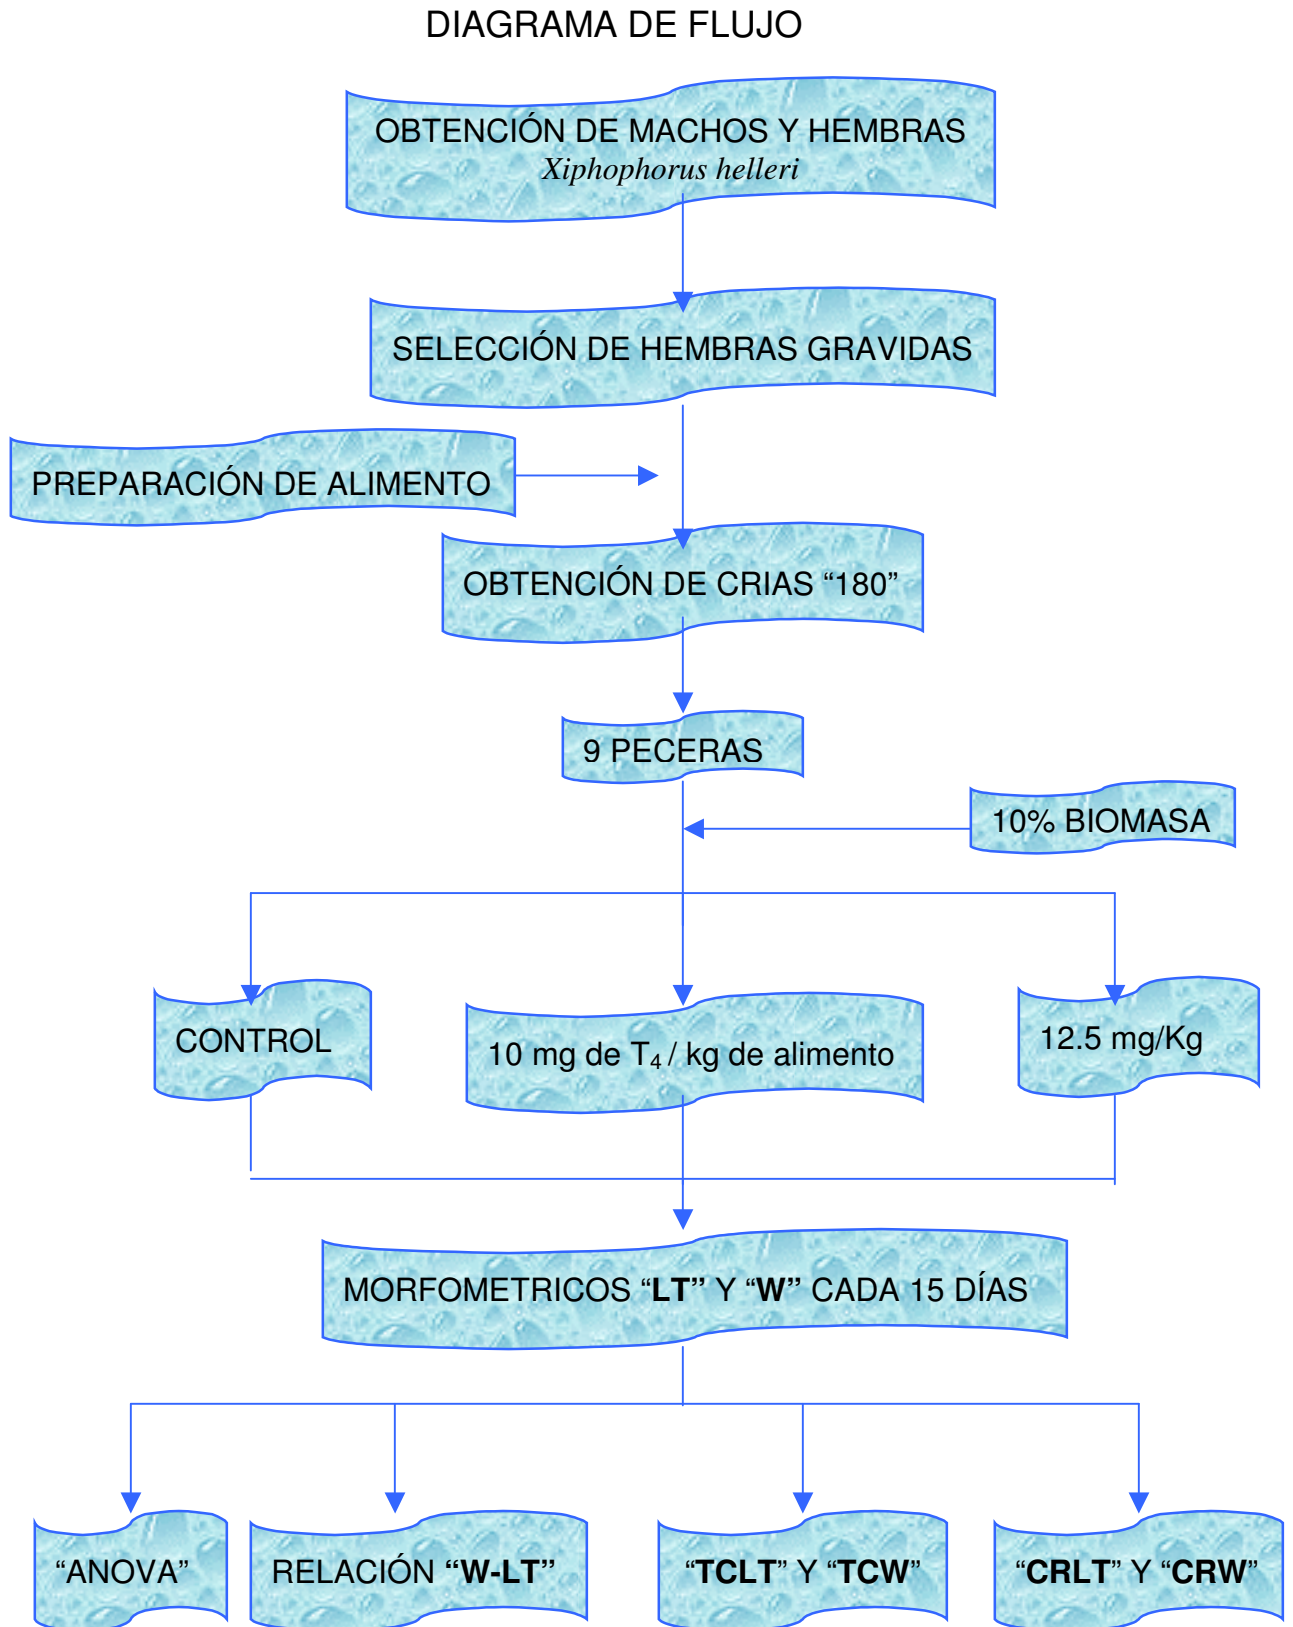 DIAGRAMA DE FLUJO
OBTENCIÓN DE MACHOS Y HEMBRAS
Xiphophorus helleri
SELECCIÓN DE HEMBRAS GRAVIDAS
PREPARACIÓN DE ALIMENTO
OBTENCIÓN DE CRIAS “180”
9 PECERAS
10% BIOMASA
CONTROL
10 mg de T₄ / kg de alimento
12.5 mg/Kg
MORFOMETRICOS “LT” Y “W” CADA 15 DÍAS
“ANOVA”
RELACIÓN “W-LT”
“TCLT” Y “TCW”
“CRLT” Y “CRW”